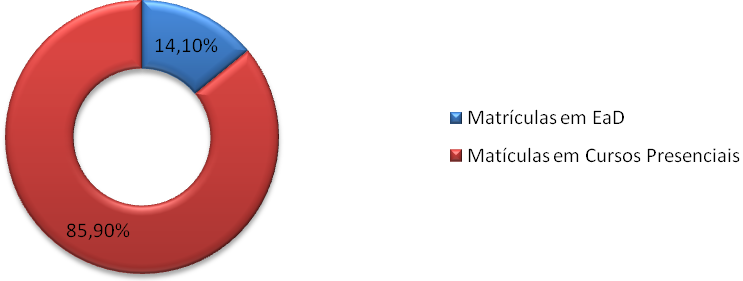 14,10%
Matrículas em EaD
Matículas em Cursos Presenciais
85,90%